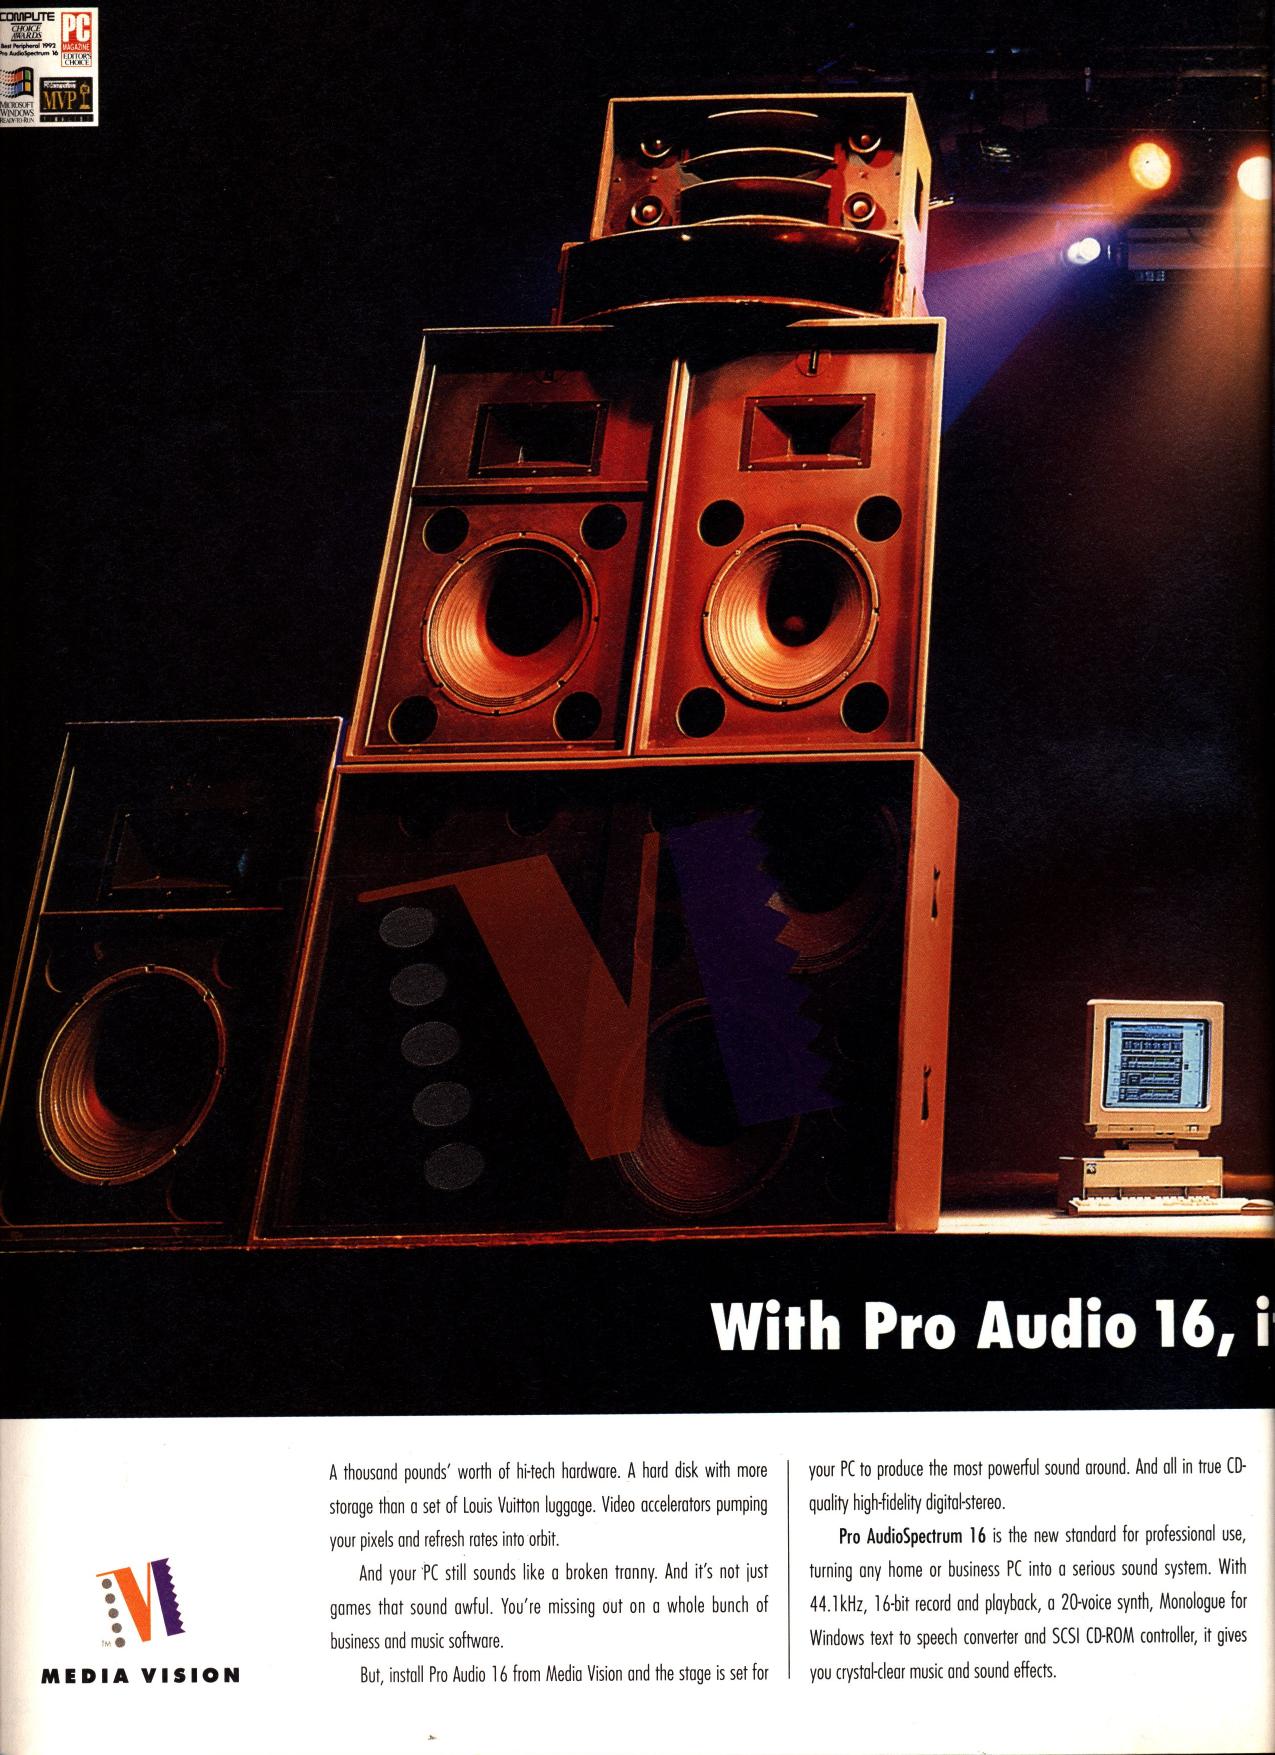 COMPUTE
CHOICE
AWARDS
Best Peripheral 1992
Pro AudioSpectrum 16
PC
MAGAZINE
EDITOR'S
CHOICE
MICROSOFT
WINDOWS
READY-TO-RUN
MVP
With Pro Audio 16, i
A thousand pounds' worth of hi-tech hardware. A hard disk with more
storage than a set of Louis Vuitton luggage. Video accelerators pumping
your pixels and refresh rates into orbit.
And your PC still sounds like a broken tranny. And it's not just
games that sound awful. You're missing out on a whole bunch of
business and music software.
But, install Pro Audio 16 from Media Vision and the stage is set for
your PC to produce the most powerful sound around. And all in true CD-
quality high-fidelity digital-stereo.
Pro AudioSpectrum 16 is the new standard for professional use,
turning any home or business PC into a serious sound system. With
44.1kHz, 16-bit record and playback, a 20-voice synth, Monologue for
Windows text to speech converter and SCSI CD-ROM controller, it gives
you crystal-clear music and sound effects.
TM
MEDIA VISION